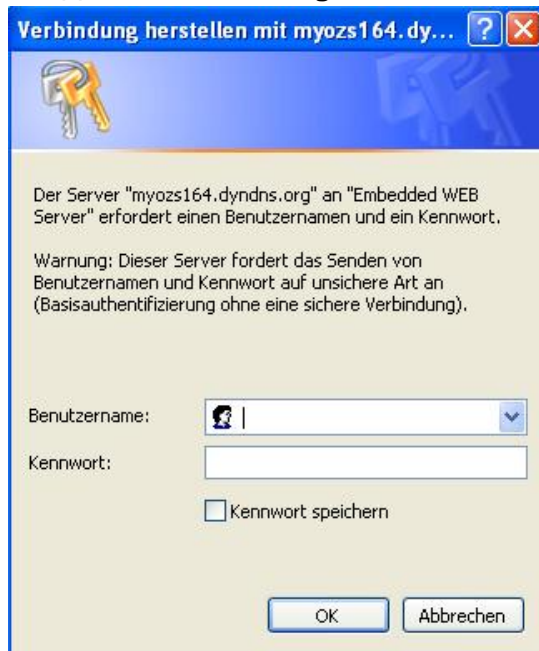 Verbindung herstellen mit myozs164.dy...
Der Server "myozs164.dyndns.org" an "Embedded WEB
Server" erfordert einen Benutzernamen und ein Kennwort.
Warnung: Dieser Server fordert das Senden von
Benutzernamen und Kennwort auf unsichere Art an
(Basisauthentifizierung ohne eine sichere Verbindung).
Benutzername:
Kennwort:
Kennwort speichern
OK Abbrechen